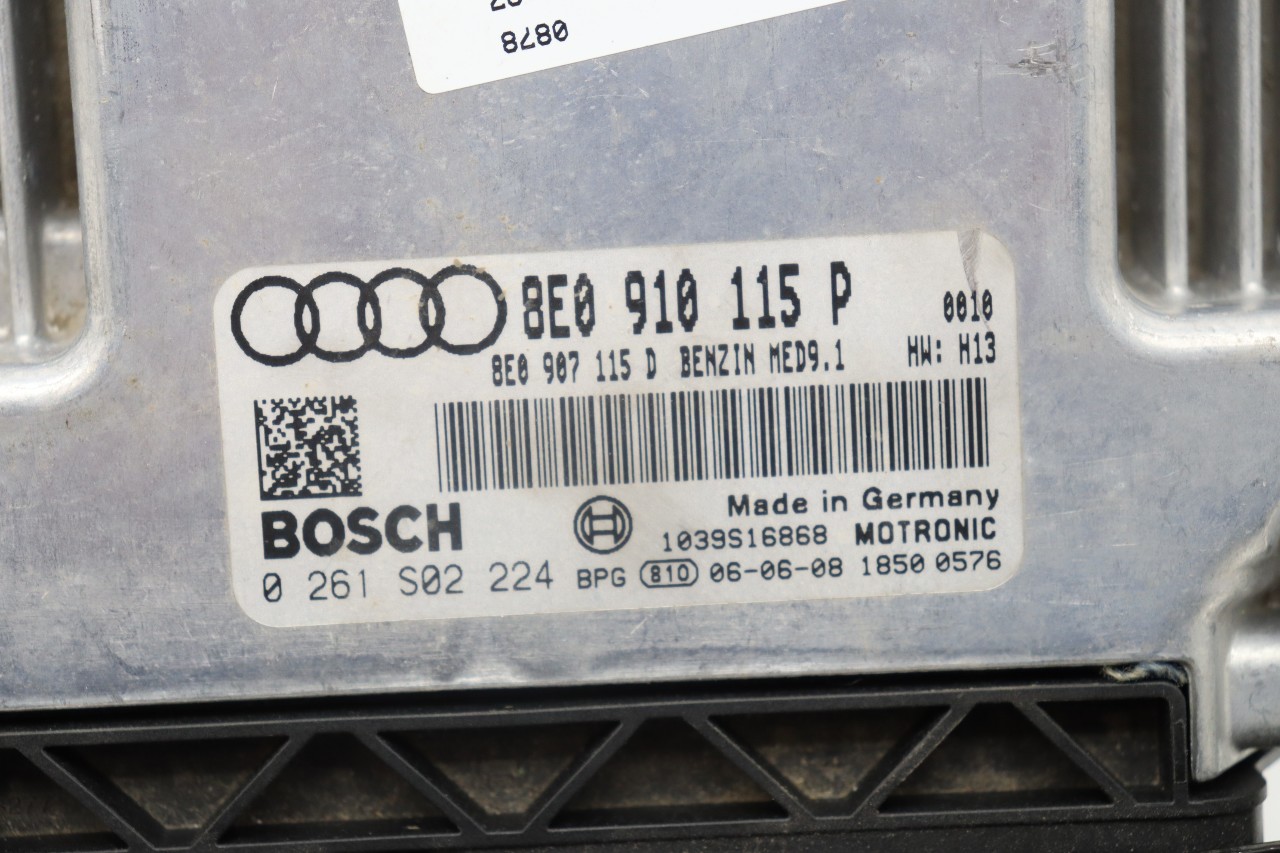 0878
8E0 910 115 P 0010
8E0 907 115 D BENZIN MED9.1 HW: H13
BOSCH
Made in Germany
1039S16868 MOTRONIC
0 261 S02 224 BPG 810 06-06-08 1850 0576